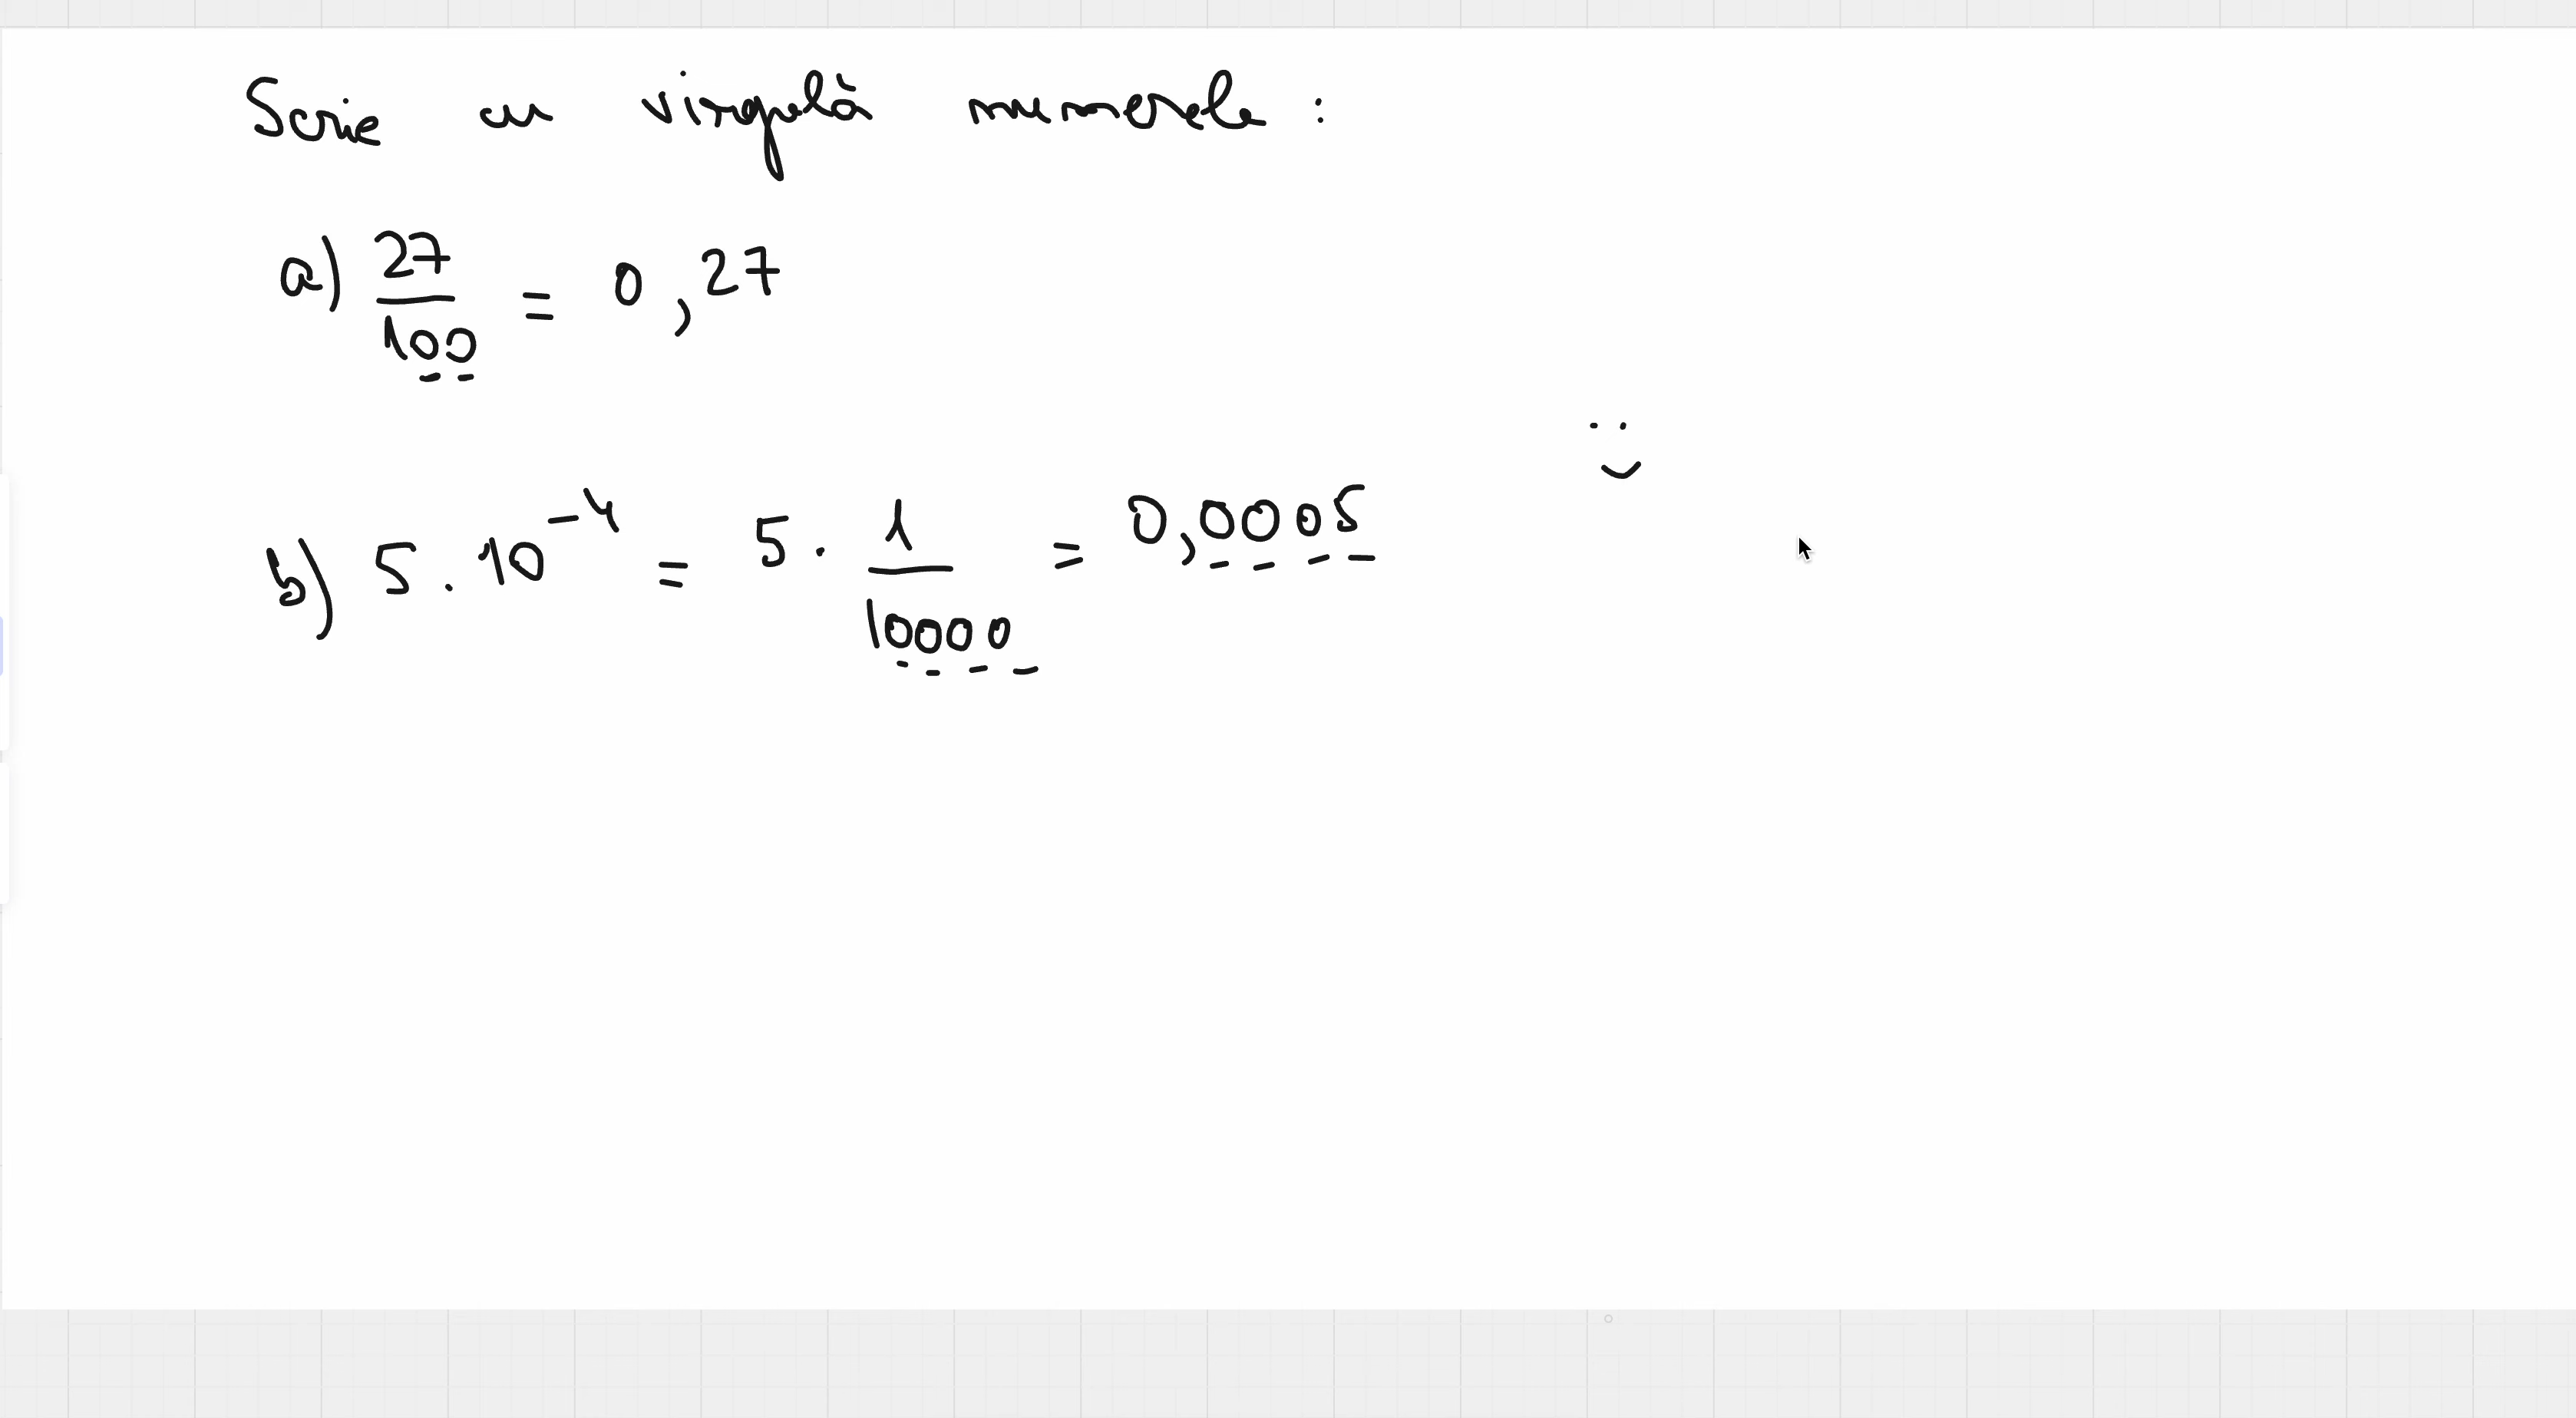 Scrie cu virgulă numerele :
a) 27/100 = 0,27
b) 5 . 10^-4 = 5 . 1/10000 = 0,0005